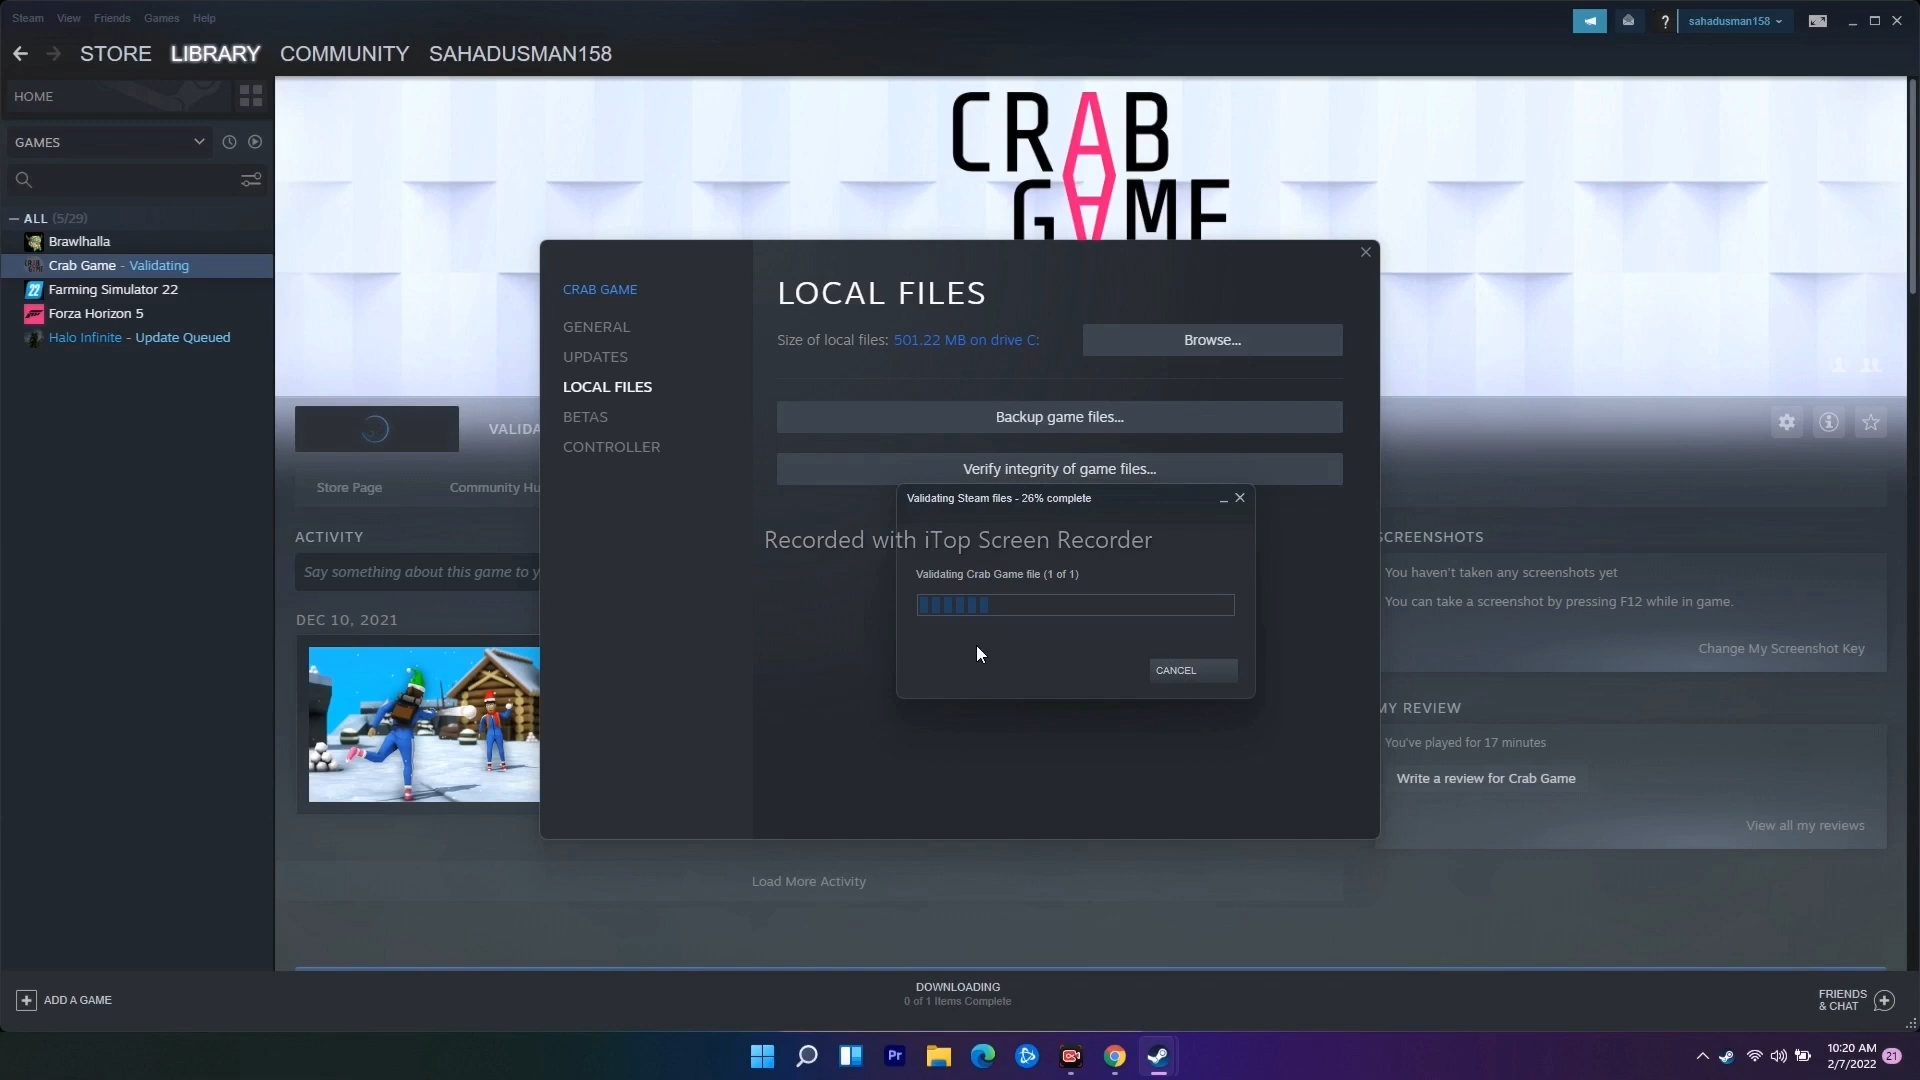 Steam View Friends Games Help
sahadusman158
STORE LIBRARY COMMUNITY SAHADUSMAN158
HOME
GAMES
ALL (5/29)
Brawlhalla
Crab Game - Validating
Farming Simulator 22
Forza Horizon 5
Halo Infinite - Update Queued
CRAB
GAME
CRAB GAME
GENERAL
UPDATES
LOCAL FILES
BETAS
CONTROLLER
LOCAL FILES
Size of local files: 501.22 MB on drive C:
Browse...
Backup game files...
Verify integrity of game files...
Validating Steam files - 26% complete
Recorded with iTop Screen Recorder
Validating Crab Game file (1 of 1)
CANCEL
VALIDA
Store Page
Community Hu
ACTIVITY
Say something about this game to y
DEC 10, 2021
Load More Activity
SCREENSHOTS
You haven't taken any screenshots yet
You can take a screenshot by pressing F12 while in game.
Change My Screenshot Key
MY REVIEW
You've played for 17 minutes
Write a review for Crab Game
View all my reviews
ADD A GAME
DOWNLOADING
0 of 1 Items Complete
FRIENDS
& CHAT
Pr
10:20 AM
2/7/2022
21